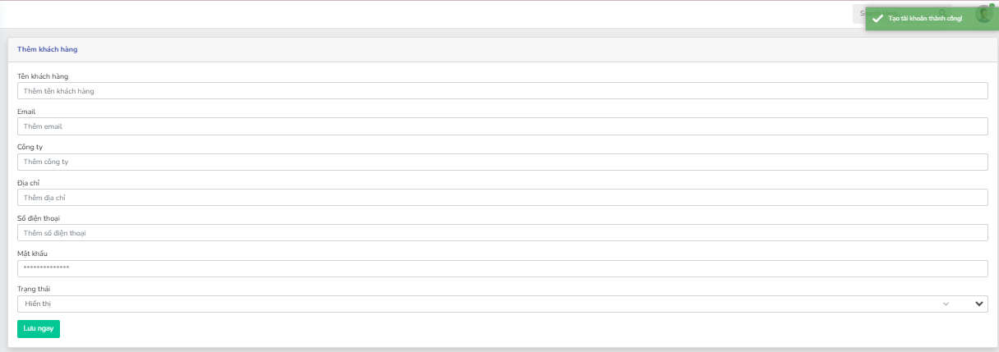 Tạo tài khoản thành công!
Thêm khách hàng
Tên khách hàng
Thêm tên khách hàng
Email
Thêm email
Công ty
Thêm công ty
Địa chỉ
Thêm địa chỉ
Số điện thoại
Thêm số điện thoại
Mật khẩu
**************
Trạng thái
Hiển thị
Lưu ngay